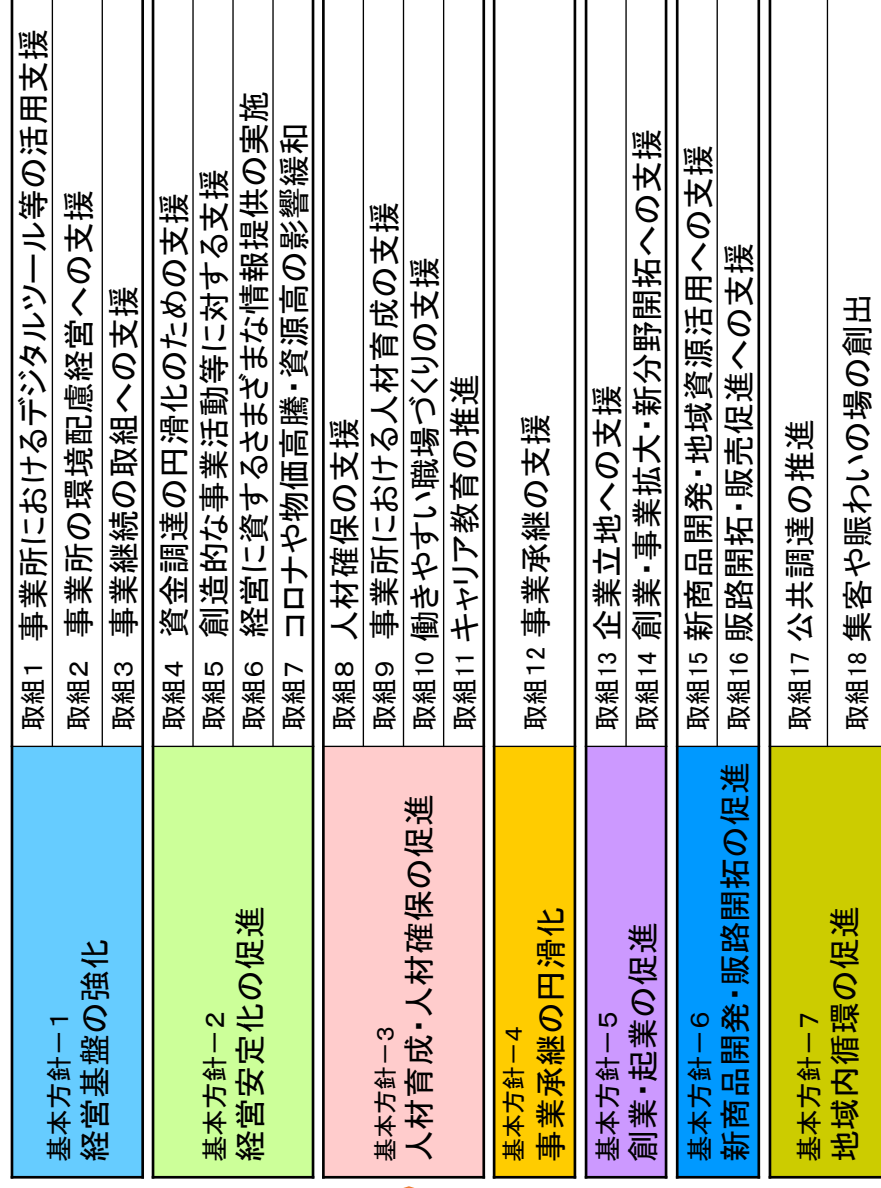 基本方針－１
経営基盤の強化
取組１ 事業所におけるデジタルツール等の活用支援
取組２ 事業所の環境配慮経営への支援
取組３ 事業継続の取組への支援
基本方針－２
経営安定化の促進
取組４ 資金調達の円滑化のための支援
取組５ 創造的な事業活動等に対する支援
取組６ 経営に資するさまざまな情報提供の実施
取組７ コロナや物価高騰・資源高の影響緩和
基本方針－３
人材育成・人材確保の促進
取組８ 人材確保の支援
取組９ 事業所における人材育成の支援
取組10 働きやすい職場づくりの支援
取組11 キャリア教育の推進
基本方針－４
事業承継の円滑化
取組12 事業承継の支援
基本方針－５
創業・起業の促進
取組13 企業立地への支援
取組14 創業・事業拡大・新分野開拓への支援
基本方針－６
新商品開発・販路開拓の促進
取組15 新商品開発・地域資源活用への支援
取組16 販路開拓・販売促進への支援
基本方針－７
地域内循環の促進
取組17 公共調達の推進
取組18 集客や賑わいの場の創出